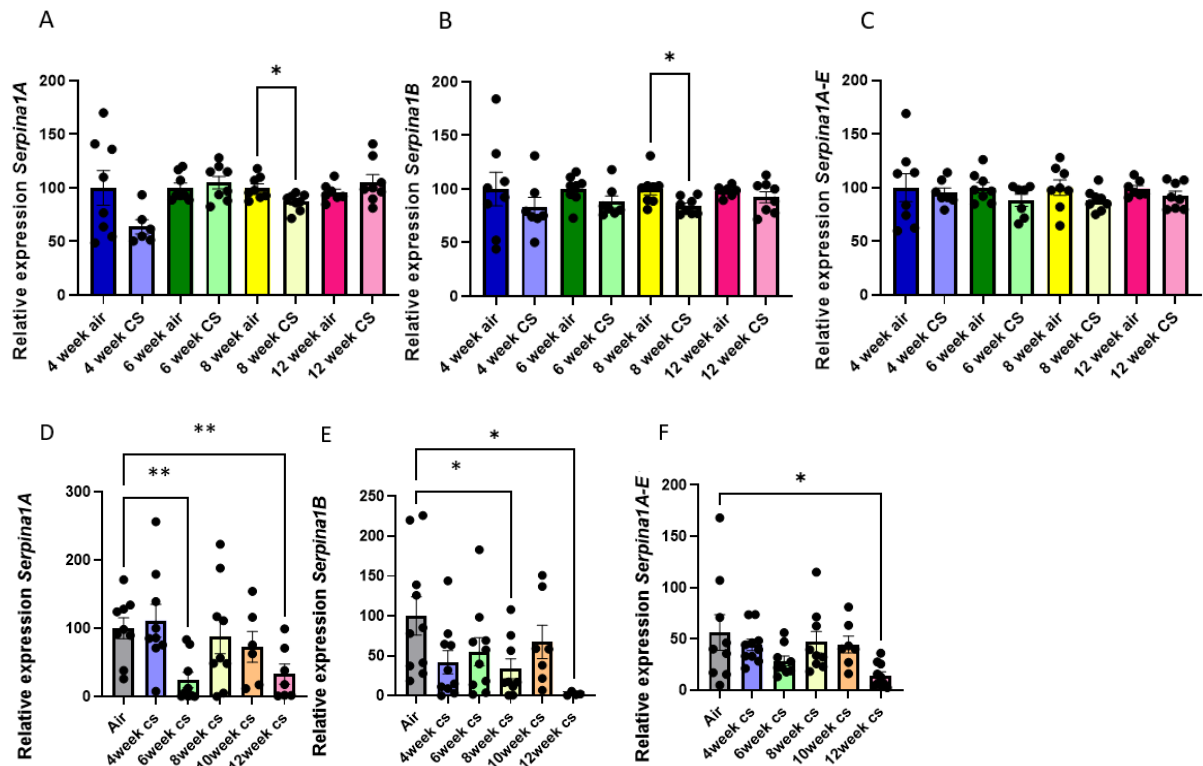 A
Relative expression Serpina1A
200
150
100
50
0
*
4 week air
4 week CS
6 week air
6 week CS
8 week air
8 week CS
12 week air
12 week CS
B
Relative expression Serpina1B
200
150
100
50
0
*
4 week air
4 week CS
6 week air
6 week CS
8 week air
8 week CS
12 week air
12 week CS
C
Relative expression Serpina1A-E
200
150
100
50
0
4 week air
4 week CS
6 week air
6 week CS
8 week air
8 week CS
12 week air
12 week CS
D
Relative expression Serpina1A
300
200
100
0
**
**
Air
4week cs
6week cs
8week cs
10week cs
12week cs
E
Relative expression Serpina1B
250
200
150
100
50
0
*
*
Air
4week cs
6week cs
8week cs
10week cs
12week cs
F
Relative expression Serpina1A-E
200
150
100
50
0
*
Air
4week cs
6week cs
8week cs
10week cs
12week cs